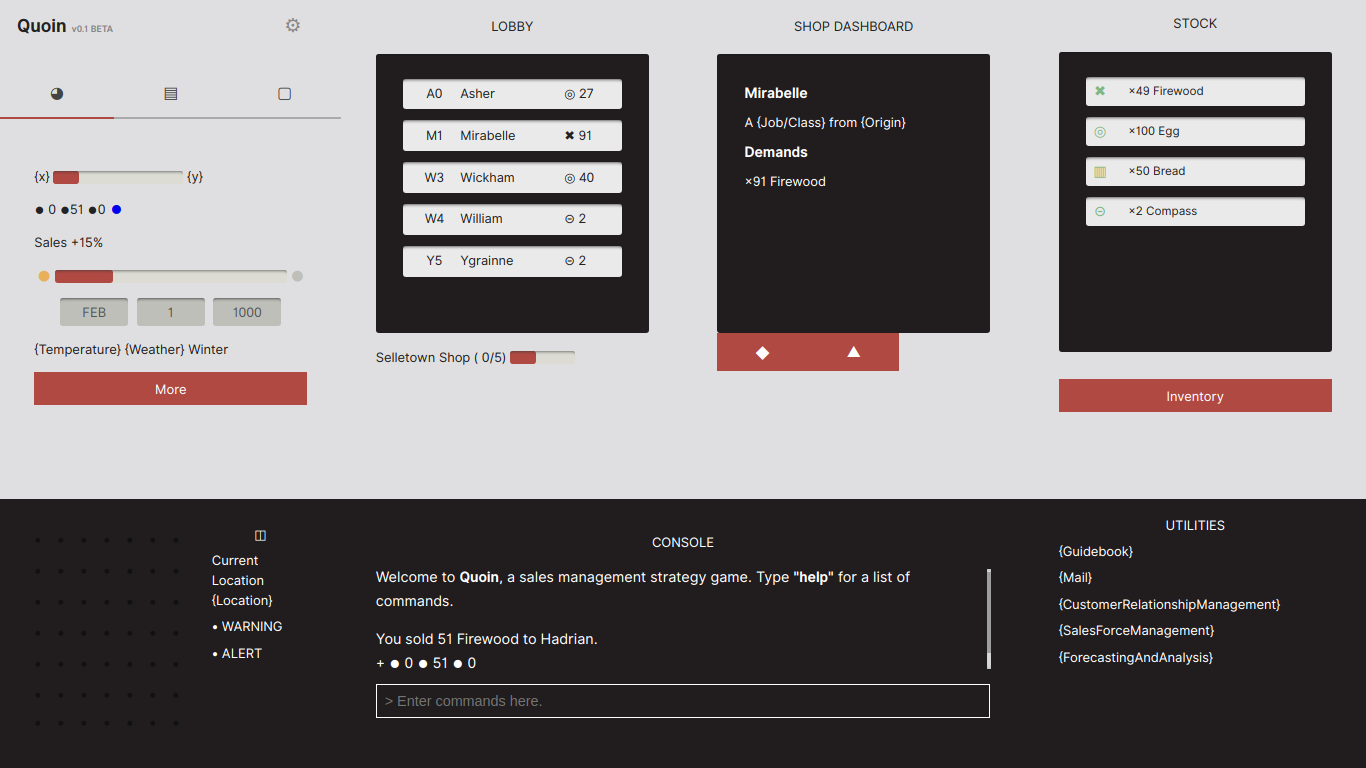 Quoin v0.1 BETA
{x} {y}
● 0 ●51 ●0 ●
Sales +15%
FEB 1 1000
{Temperature} {Weather} Winter
More
LOBBY
A0 Asher ◎ 27
M1 Mirabelle ✖ 91
W3 Wickham ◎ 40
W4 William ⊝ 2
Y5 Ygrainne ⊝ 2
Selletown Shop ( 0/5)
SHOP DASHBOARD
Mirabelle
A {Job/Class} from {Origin}
Demands
×91 Firewood
STOCK
✖ ×49 Firewood
◎ ×100 Egg
▥ ×50 Bread
⊝ ×2 Compass
Inventory
Current
Location
{Location}
• WARNING
• ALERT
CONSOLE
Welcome to Quoin, a sales management strategy game. Type "help" for a list of
commands.
You sold 51 Firewood to Hadrian.
+ ● 0 ● 51 ● 0
> Enter commands here.
UTILITIES
{Guidebook}
{Mail}
{CustomerRelationshipManagement}
{SalesForceManagement}
{ForecastingAndAnalysis}